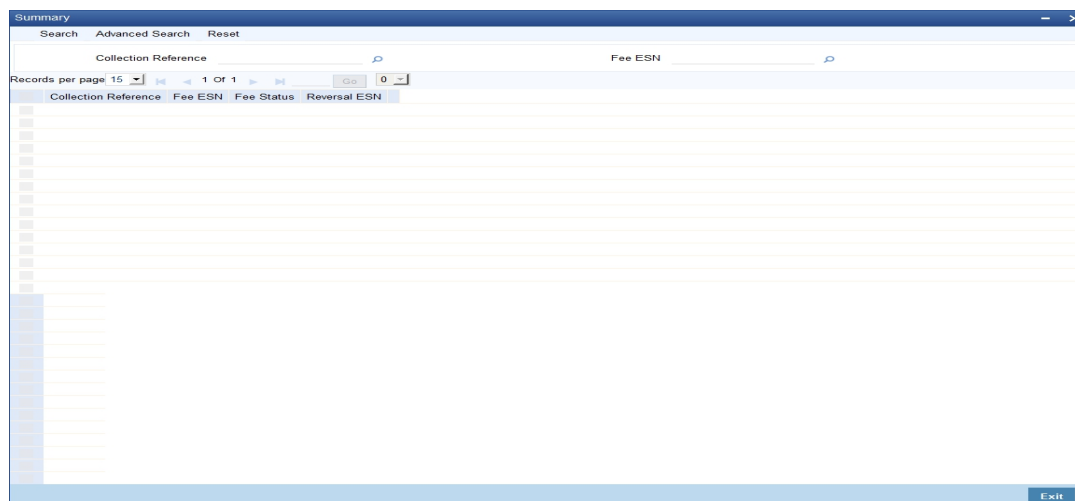 Summary
Search Advanced Search Reset
Collection Reference Fee ESN
Records per page 15 1 Of 1 Go 0
Collection Reference Fee ESN Fee Status Reversal ESN
Exit